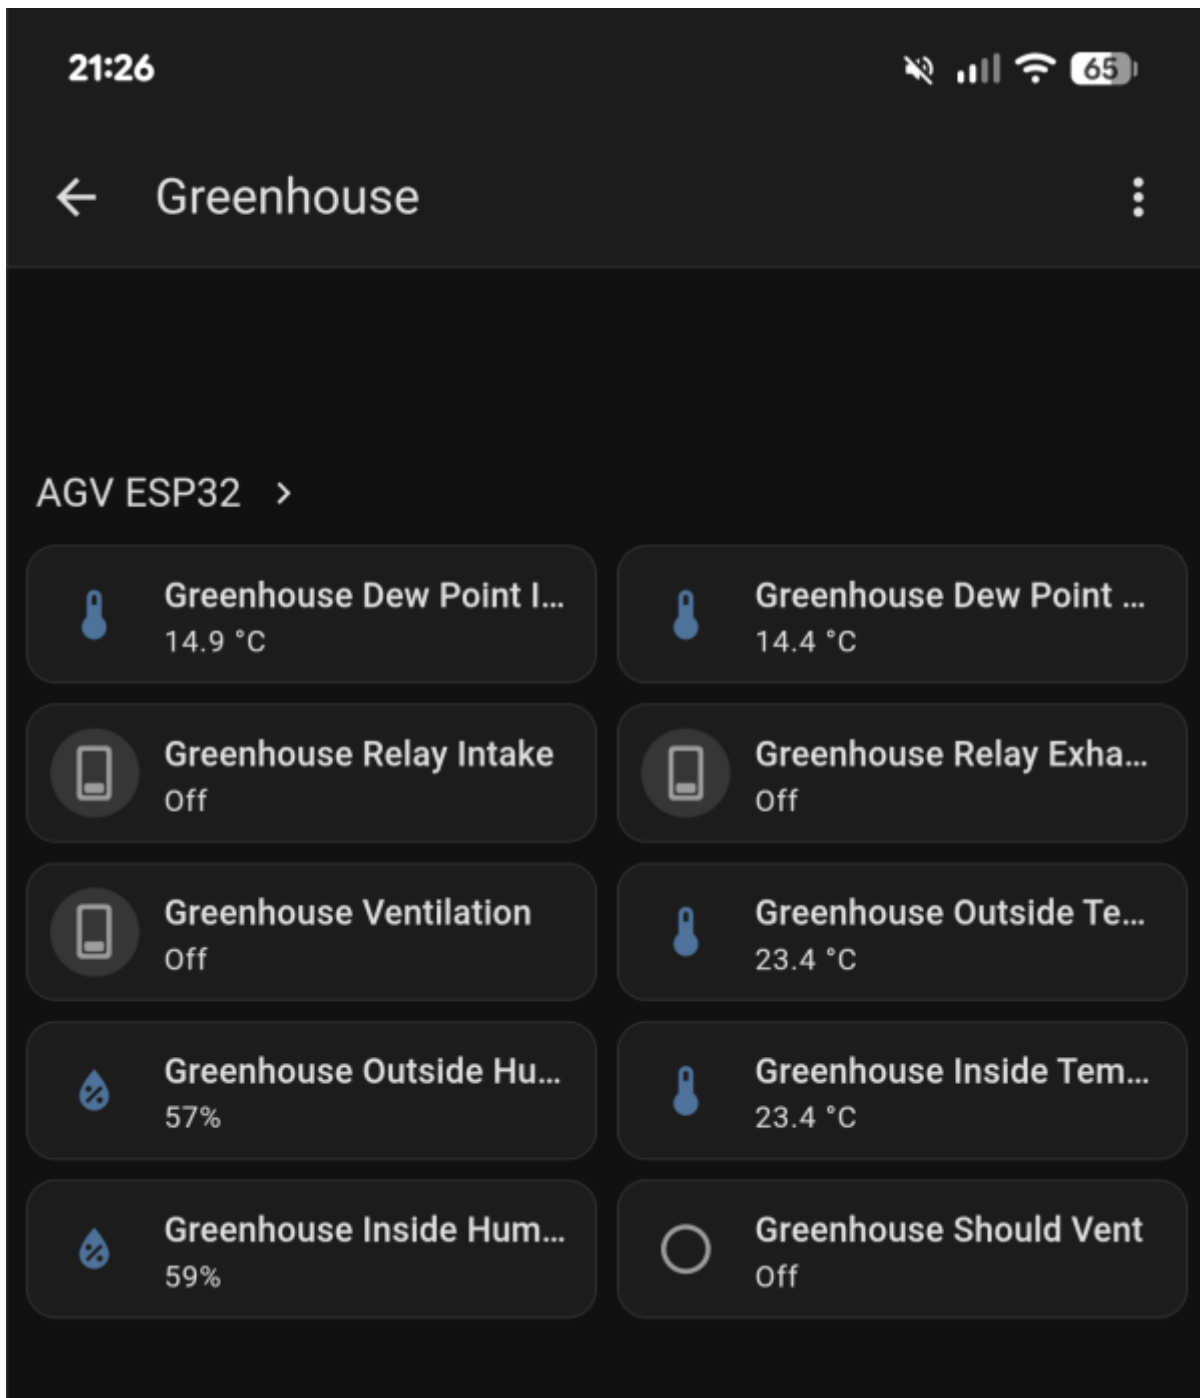 21:26
65
Greenhouse
AGV ESP32
Greenhouse Dew Point I...
14.9 °C
Greenhouse Dew Point ...
14.4 °C
Greenhouse Relay Intake
Off
Greenhouse Relay Exha...
Off
Greenhouse Ventilation
Off
Greenhouse Outside Te...
23.4 °C
Greenhouse Outside Hu...
57%
Greenhouse Inside Tem...
23.4 °C
Greenhouse Inside Hum...
59%
Greenhouse Should Vent
Off